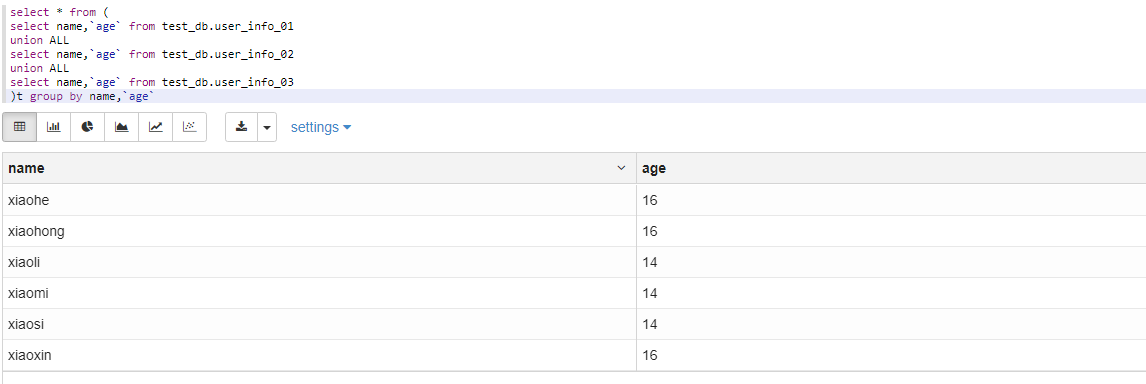 select * from (
select name,`age` from test_db.user_info_01
union ALL
select name,`age` from test_db.user_info_02
union ALL
select name,`age` from test_db.user_info_03
)t group by name,`age`
settings
name age
xiaohe 16
xiaohong 16
xiaoli 14
xiaomi 14
xiaosi 14
xiaoxin 16